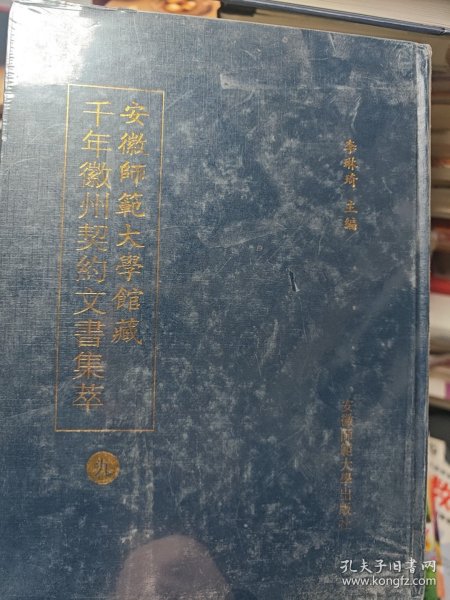 李琳琦 主編
安徽師範大學館藏
千年徽州契約文書集萃
九
安徽師範大學出版社
教
孔夫子旧书网
www.kongfz.com